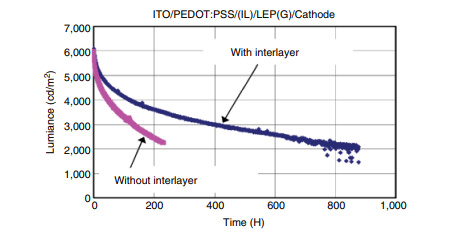 ITO/PEDOT:PSS/(IL)/LEP(G)/Cathode
7,000
6,000
5,000
4,000
3,000
2,000
1,000
0
Lumiance (cd/m²)
With interlayer
Without interlayer
0 200 400 600 800 1,000
Time (H)